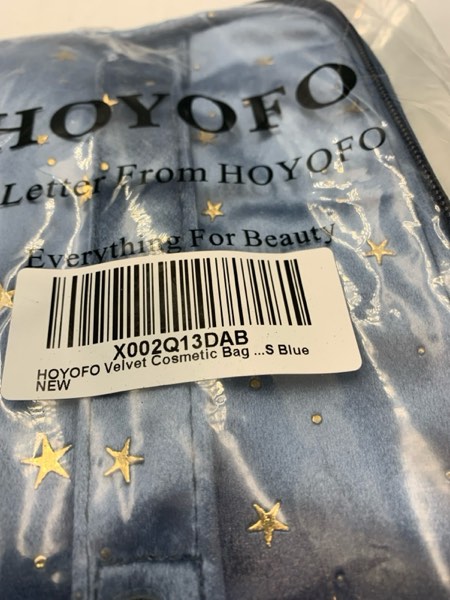 HOYOFO
Letter From HOYOFO
Everything For Beauty
X002Q13DAB
HOYOFO Velvet Cosmetic Bag ...S Blue
NEW